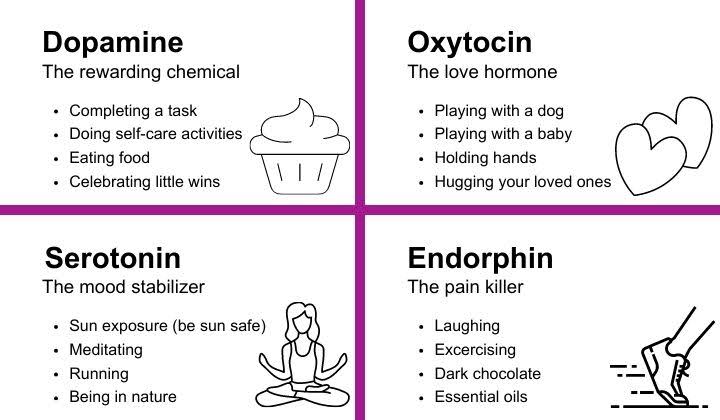 Dopamine
The rewarding chemical
• Completing a task
• Doing self-care activities
• Eating food
• Celebrating little wins
Oxytocin
The love hormone
• Playing with a dog
• Playing with a baby
• Holding hands
• Hugging your loved ones
Serotonin
The mood stabilizer
• Sun exposure (be sun safe)
• Meditating
• Running
• Being in nature
Endorphin
The pain killer
• Laughing
• Excercising
• Dark chocolate
• Essential oils